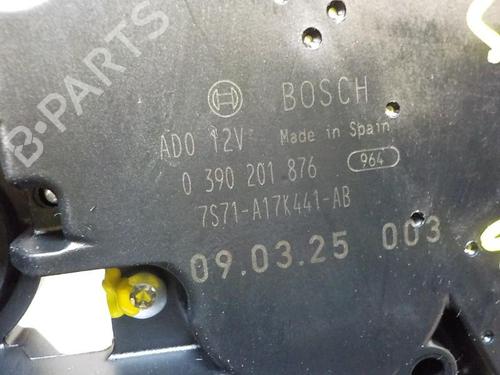 B-PARTS
BOSCH
ADO 12V Made in Spain
0 390 201 876 964
7S71-A17K441-AB
09.03.25 003